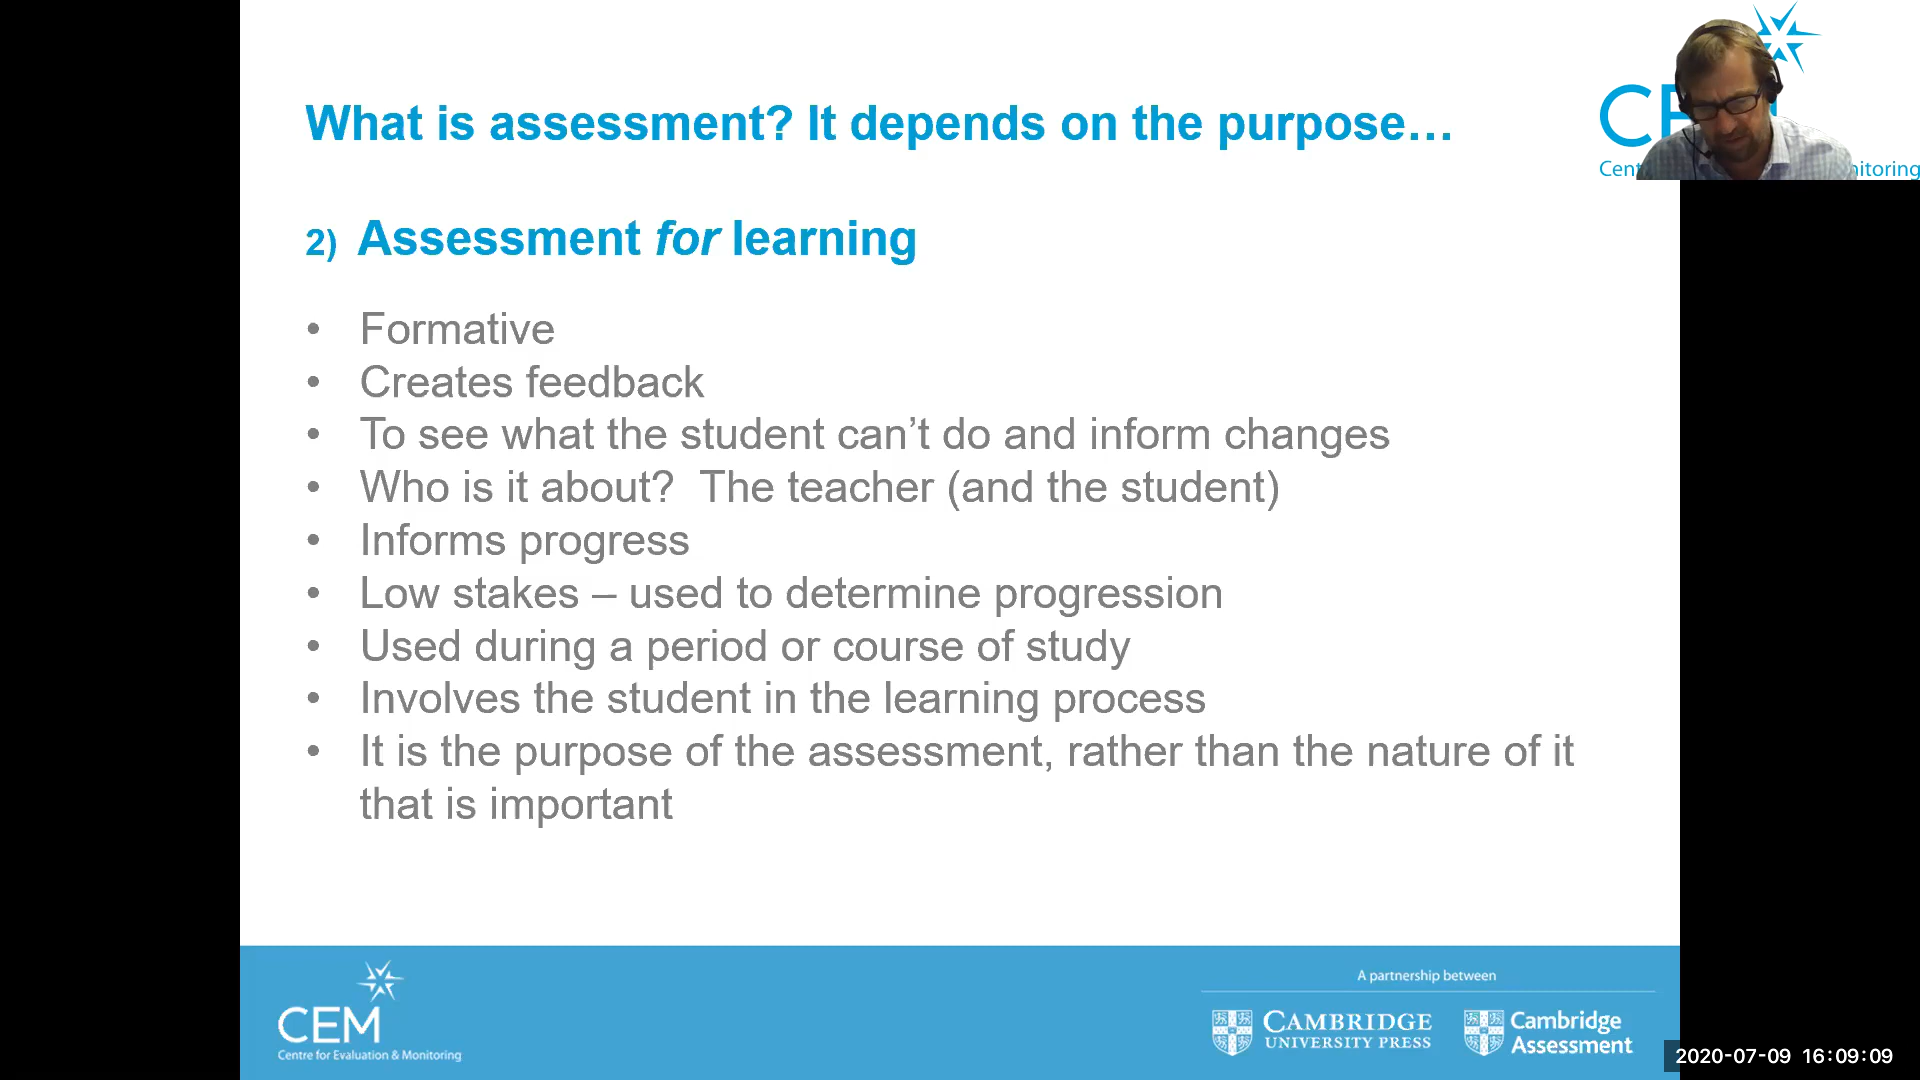 What is assessment? It depends on the purpose…
2) Assessment for learning
• Formative
• Creates feedback
• To see what the student can’t do and inform changes
• Who is it about?  The teacher (and the student)
• Informs progress
• Low stakes – used to determine progression
• Used during a period or course of study
• Involves the student in the learning process
• It is the purpose of the assessment, rather than the nature of it
that is important
CEM
Centre for Evaluation & Monitoring
A partnership between
CAMBRIDGE
UNIVERSITY PRESS
Cambridge
Assessment
2020-07-09 16:09:09